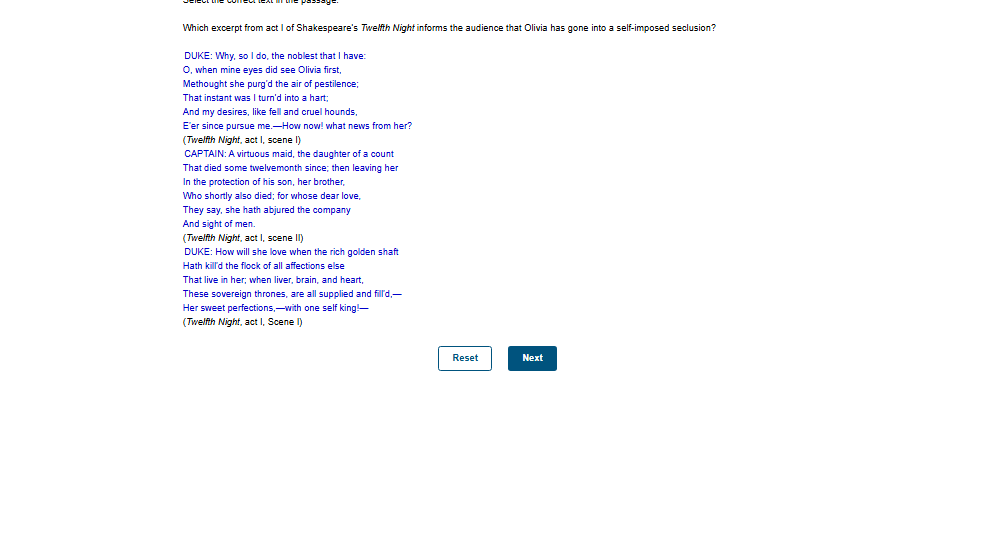 Select the correct text in the passage.
Which excerpt from act I of Shakespeare's Twelfth Night informs the audience that Olivia has gone into a self-imposed seclusion?
DUKE: Why, so I do, the noblest that I have:
O, when mine eyes did see Olivia first,
Methought she purg'd the air of pestilence;
That instant was I turn'd into a hart;
And my desires, like fell and cruel hounds,
E'er since pursue me.—How now! what news from her?
(Twelfth Night, act I, scene I)
CAPTAIN: A virtuous maid, the daughter of a count
That died some twelvemonth since; then leaving her
In the protection of his son, her brother,
Who shortly also died; for whose dear love,
They say, she hath abjured the company
And sight of men.
(Twelfth Night, act I, scene II)
DUKE: How will she love when the rich golden shaft
Hath kill'd the flock of all affections else
That live in her; when liver, brain, and heart,
These sovereign thrones, are all supplied and fill'd,—
Her sweet perfections,—with one self king!—
(Twelfth Night, act I, Scene I)
Reset
Next